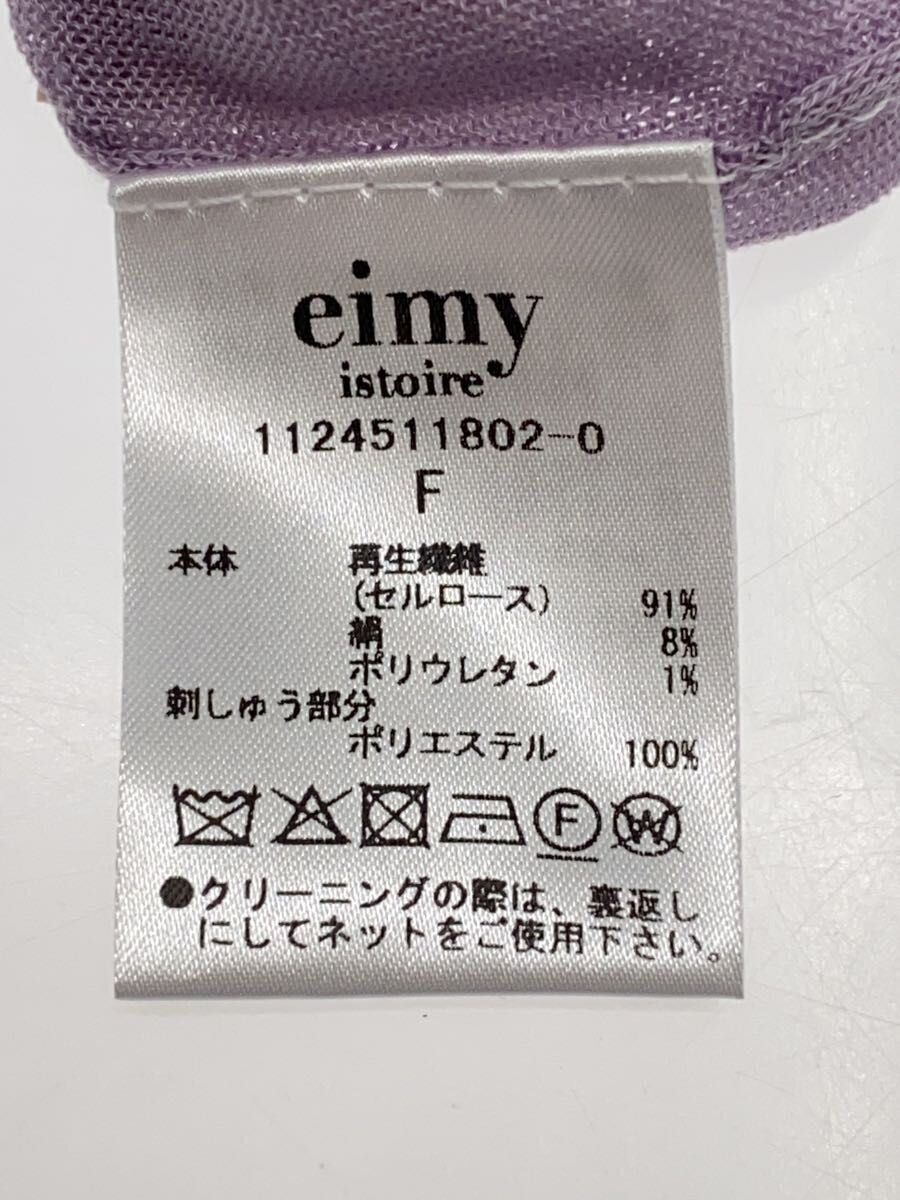 eimy
istoire
1124511802-0
F
本体 再生繊維
(セルロース) 91%
絹 8%
ポリウレタン 1%
刺しゅう部分
ポリエステル 100%
F W
●クリーニングの際は、裏返し
にしてネットをご使用下さい。